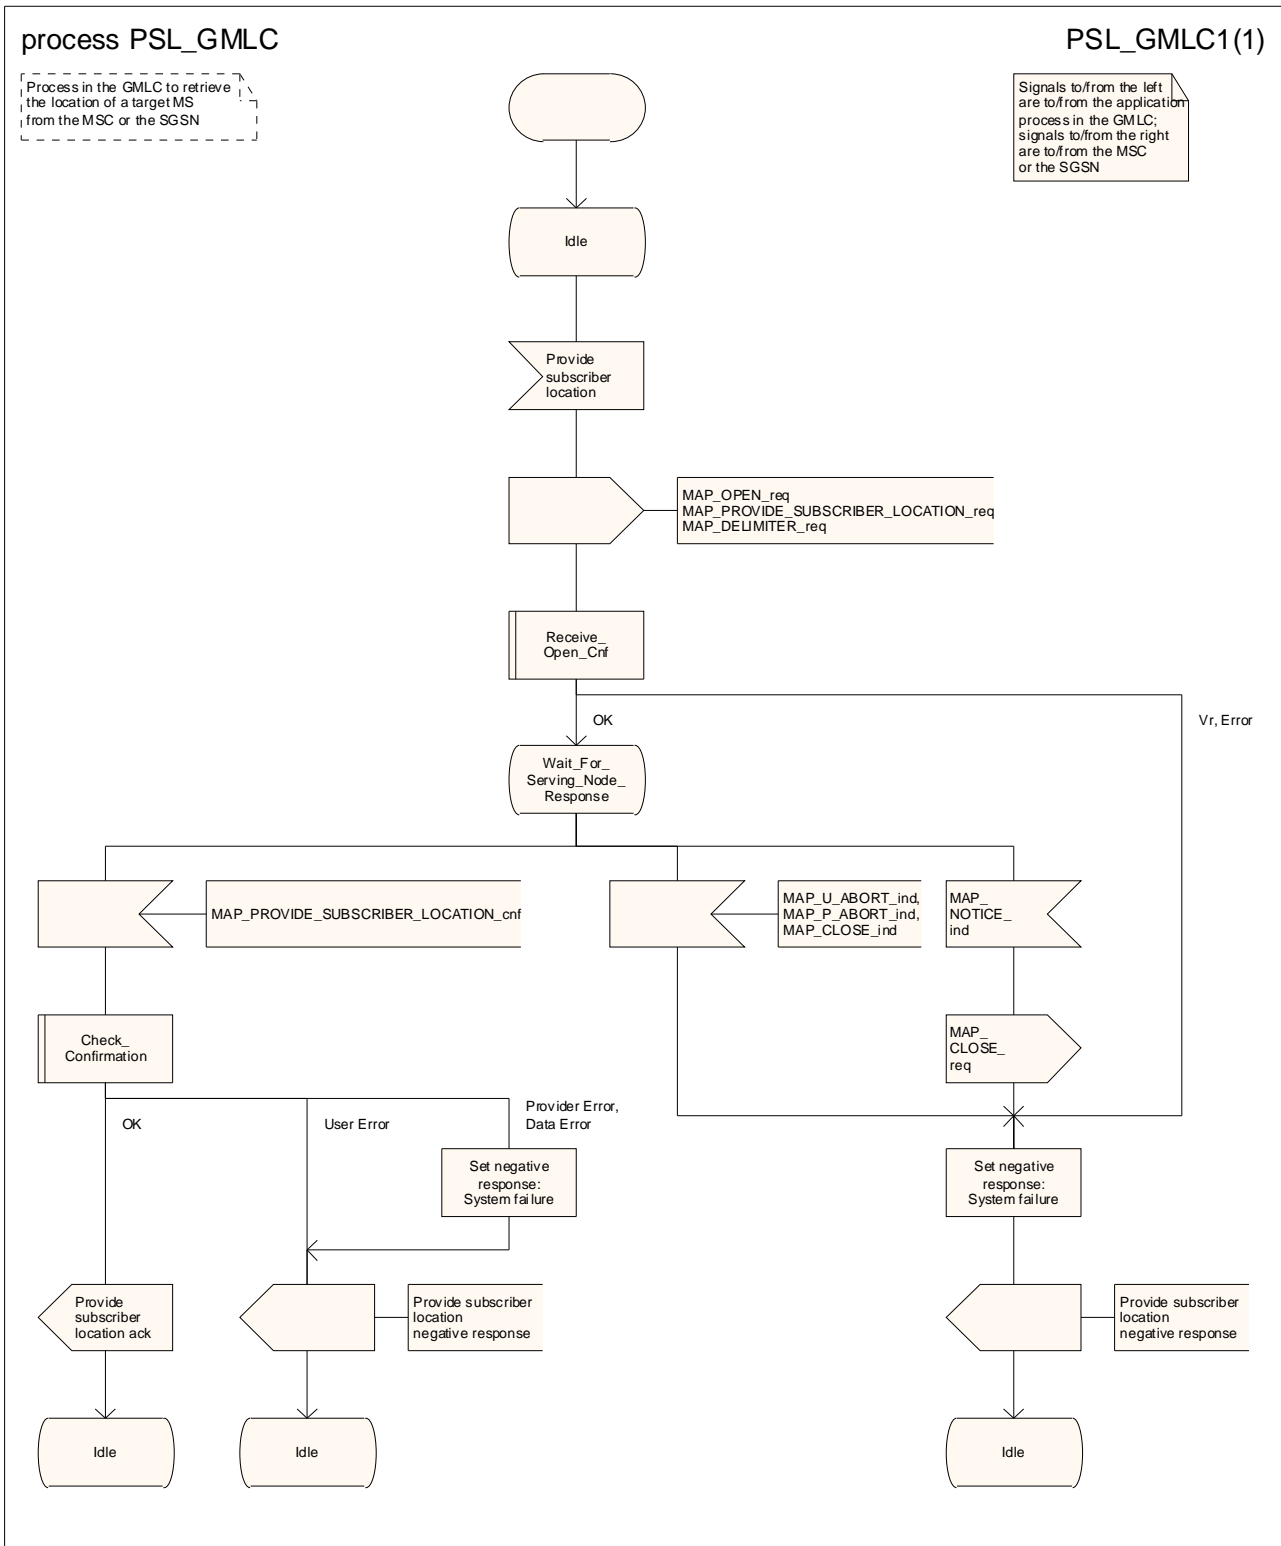 process PSL_GMLC
PSL_GMLC1(1)
Process in the GMLC to retrieve
the location of a target MS
from the MSC or the SGSN
Signals to/from the left
are to/from the application
process in the GMLC;
signals to/from the right
are to/from the MSC
or the SGSN
Idle
Provide
subscriber
location
MAP_OPEN_req
MAP_PROVIDE_SUBSCRIBER_LOCATION_req
MAP_DELIMITER_req
Receive_
Open_Cnf
OK
Vr, Error
Wait_For_
Serving_Node_
Response
MAP_PROVIDE_SUBSCRIBER_LOCATION_cnf
MAP_U_ABORT_ind,
MAP_P_ABORT_ind,
MAP_CLOSE_ind
MAP_
NOTICE_
ind
Check_
Confirmation
MAP_
CLOSE_
req
OK
User Error
Provider Error,
Data Error
Set negative
response:
System failure
Set negative
response:
System failure
Provide
subscriber
location ack
Provide subscriber
location
negative response
Provide subscriber
location
negative response
Idle
Idle
Idle